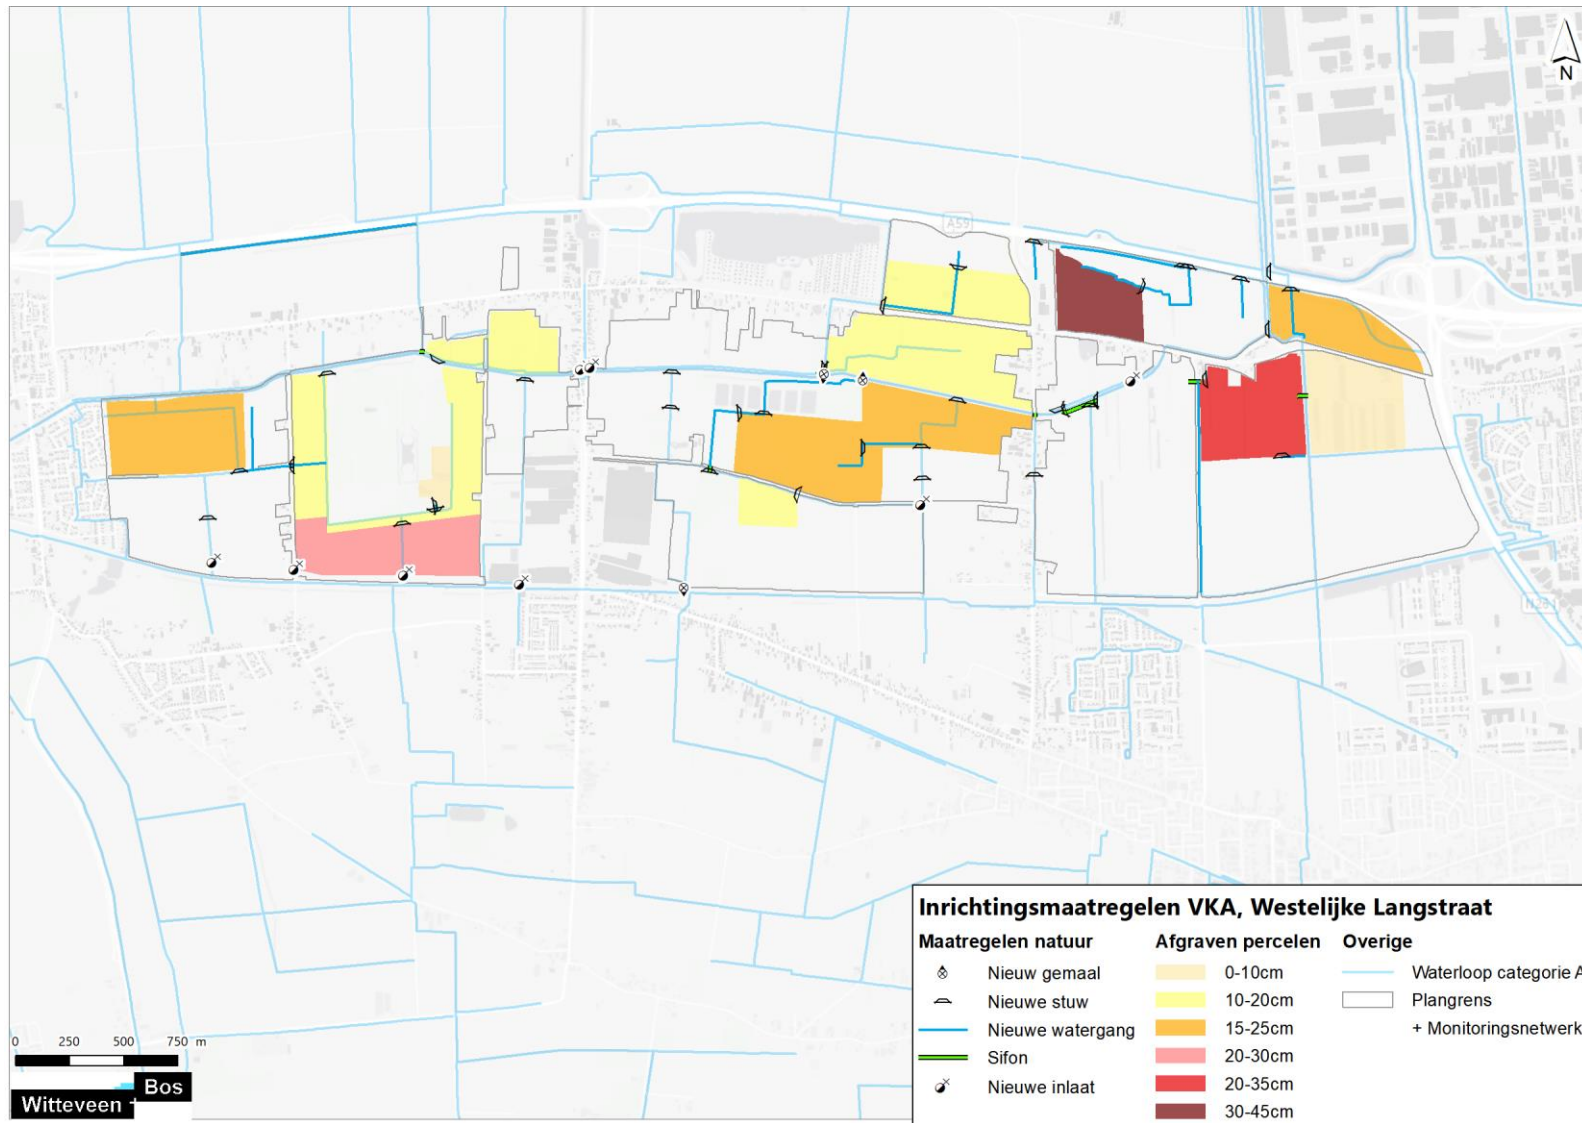 N
A59
Inrichtingsmaatregelen VKA, Westelijke Langstraat
Maatregelen natuur
Nieuw gemaal
Nieuwe stuw
Nieuwe watergang
Sifon
Nieuwe inlaat
Afgraven percelen
0-10cm
10-20cm
15-25cm
20-30cm
20-35cm
30-45cm
Overige
Waterloop categorie A
Plangrens
+ Monitoringsnetwerk
0 250 500 750 m
Witteveen Bos